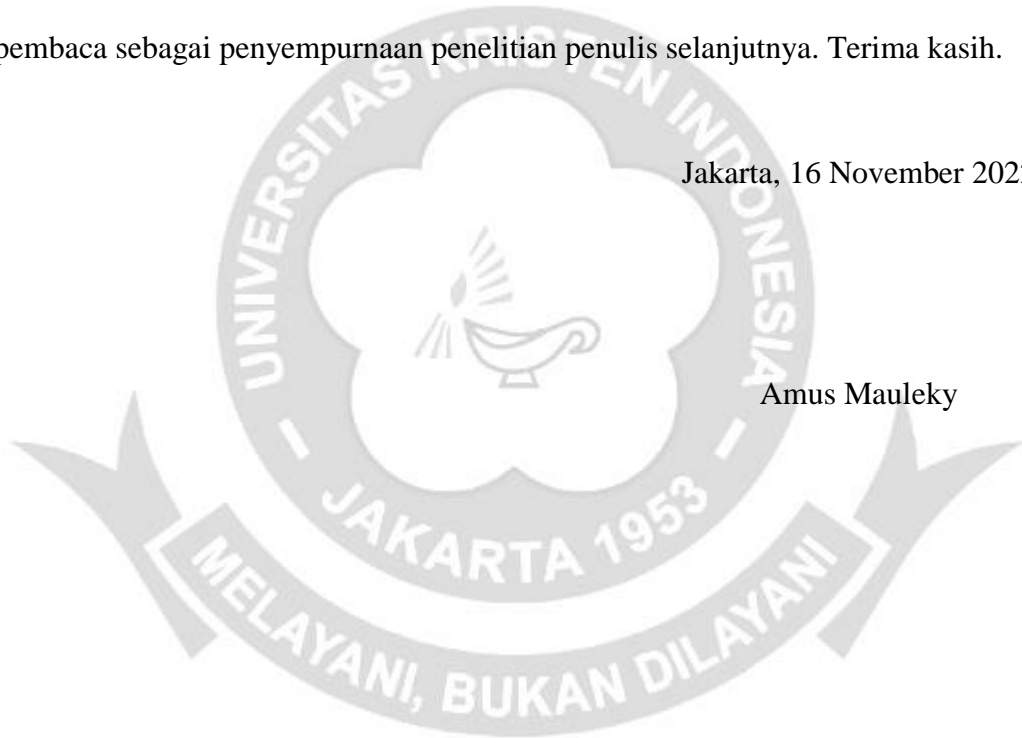 pembaca sebagai penyempurnaan penelitian penulis selanjutnya. Terima kasih.
Jakarta, 16 November
Amus Mauleky
UNIVERSITAS KRISTEN INDONESIA
JAKARTA 1953
MELAYANI, BUKAN DILAYANI